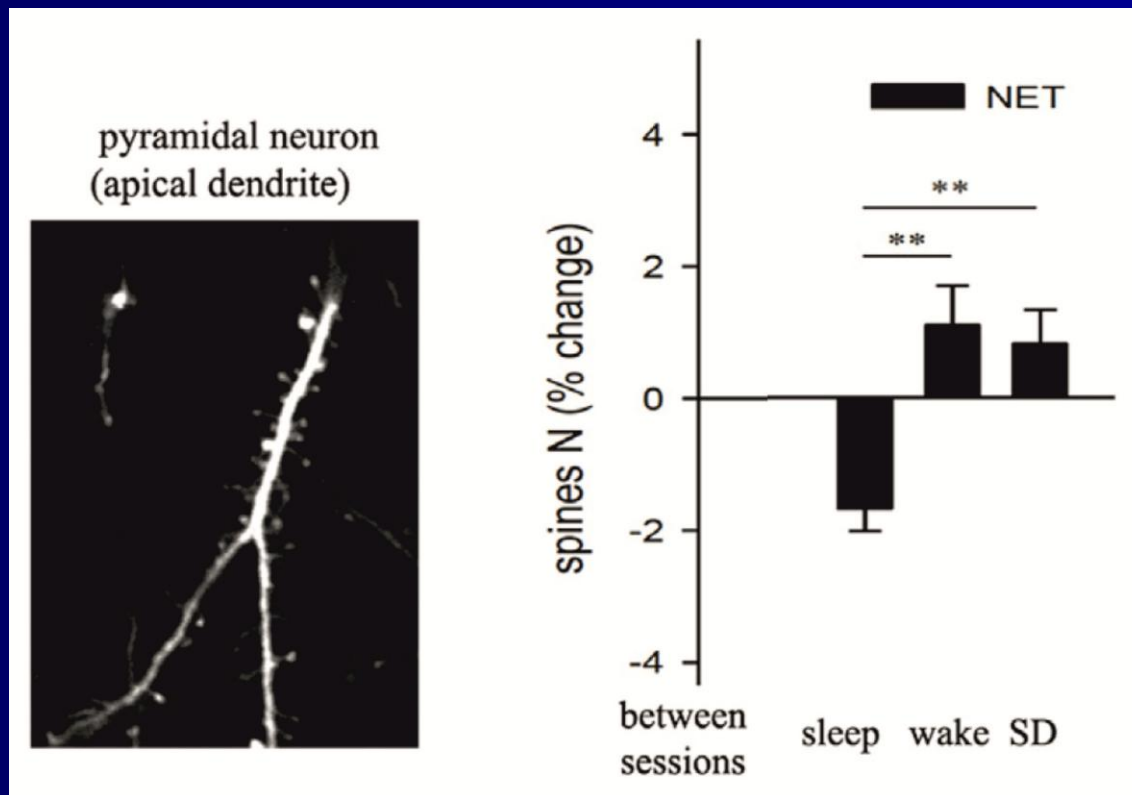 pyramidal neuron
(apical dendrite)
NET
spines N (% change)
4
2
0
-2
-4
**
**
between
sessions
sleep wake SD